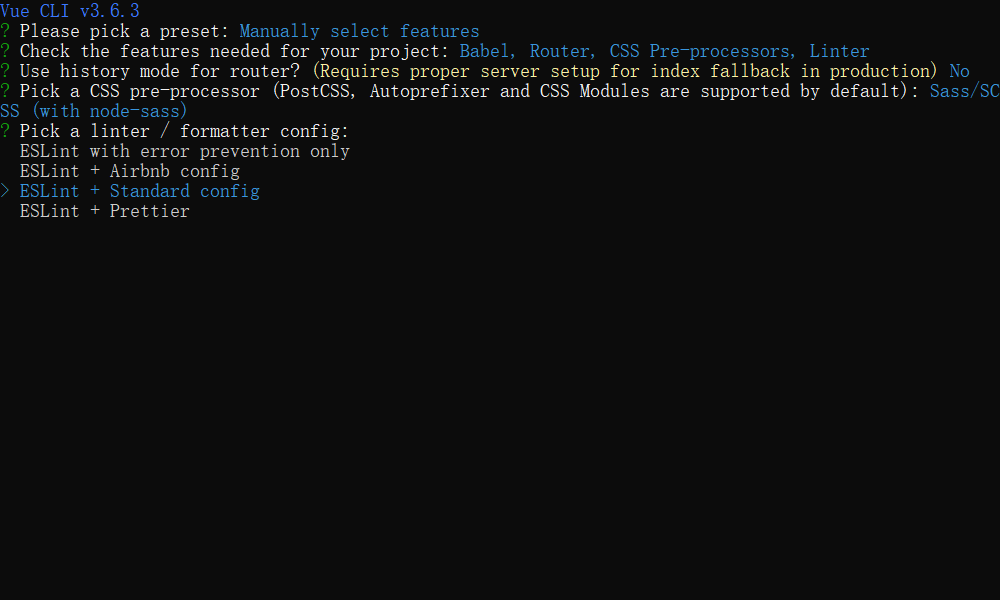 Vue CLI v3.6.3
? Please pick a preset: Manually select features
? Check the features needed for your project: Babel, Router, CSS Pre-processors, Linter
? Use history mode for router? (Requires proper server setup for index fallback in production) No
? Pick a CSS pre-processor (PostCSS, Autoprefixer and CSS Modules are supported by default): Sass/SC
SS (with node-sass)
? Pick a linter / formatter config:
  ESLint with error prevention only
  ESLint + Airbnb config
> ESLint + Standard config
  ESLint + Prettier